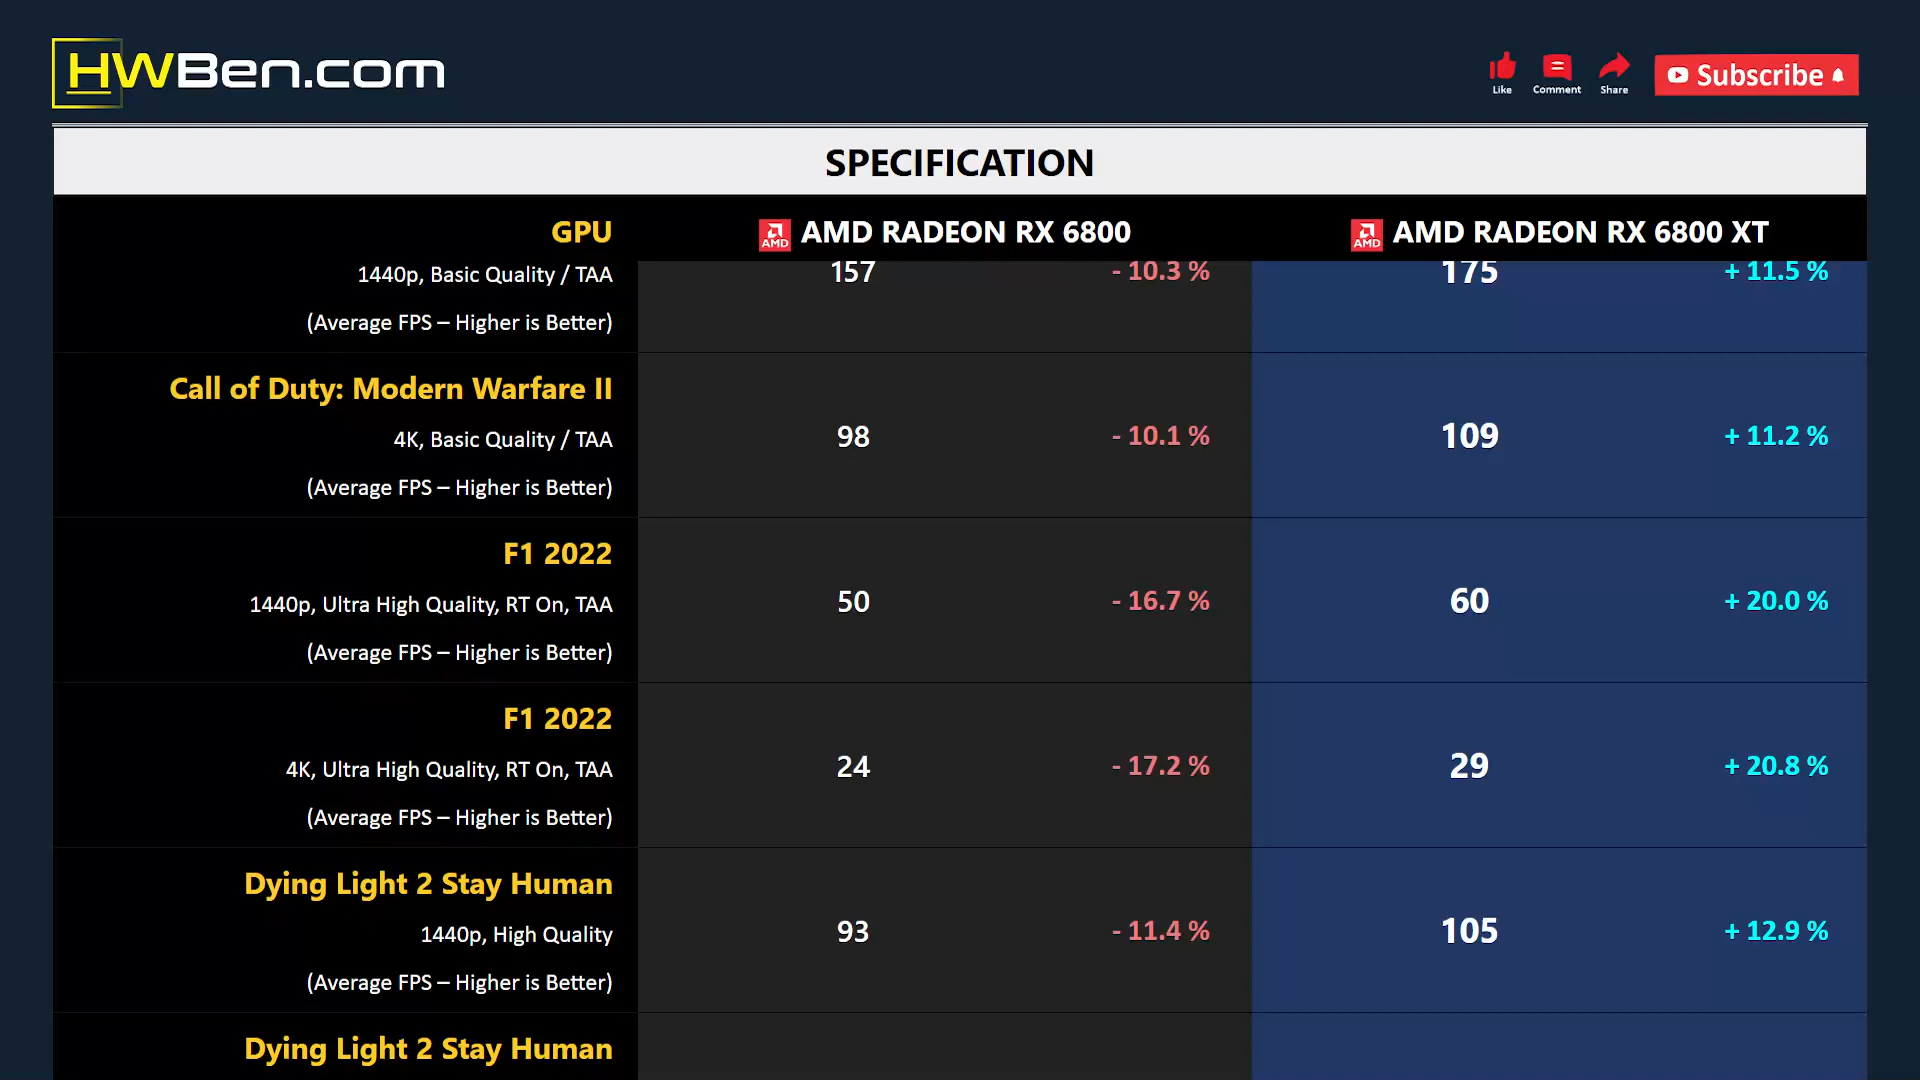 HWBen.com
Like
Comment
Share
Subscribe
SPECIFICATION
GPU AMD AMD RADEON RX 6800 AMD AMD RADEON RX 6800 XT
1440p, Basic Quality / TAA 157 - 10.3 % 175 + 11.5 %
(Average FPS – Higher is Better)
Call of Duty: Modern Warfare II
4K, Basic Quality / TAA 98 - 10.1 % 109 + 11.2 %
(Average FPS – Higher is Better)
F1 2022
1440p, Ultra High Quality, RT On, TAA 50 - 16.7 % 60 + 20.0 %
(Average FPS – Higher is Better)
F1 2022
4K, Ultra High Quality, RT On, TAA 24 - 17.2 % 29 + 20.8 %
(Average FPS – Higher is Better)
Dying Light 2 Stay Human
1440p, High Quality 93 - 11.4 % 105 + 12.9 %
(Average FPS – Higher is Better)
Dying Light 2 Stay Human